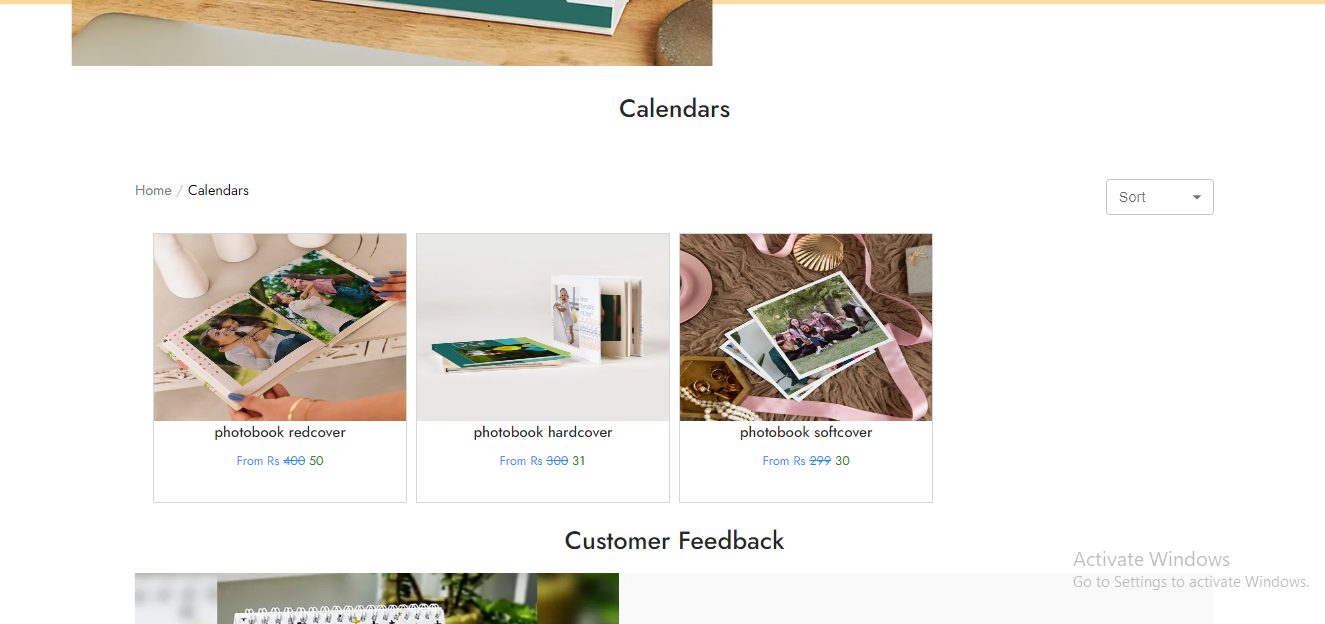 Calendars
Home / Calendars
Sort
photobook redcover
From Rs 400 50
photobook hardcover
From Rs 300 31
photobook softcover
From Rs 299 30
Customer Feedback
Activate Windows
Go to Settings to activate Windows.